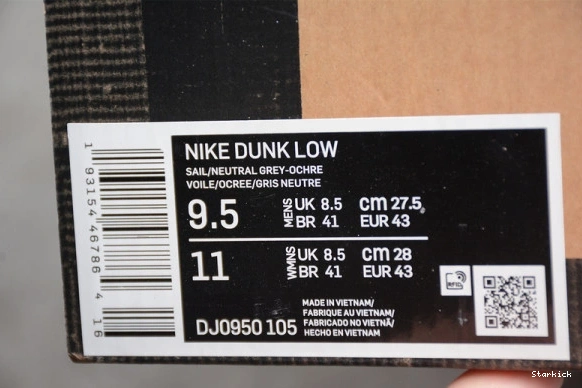 NIKE DUNK LOW
SAIL/NEUTRAL GREY-OCHRE
VOILE/OCREE/GRIS NEUTRE
9.5 MENS UK 8.5 CM 27.5
BR 41 EUR 43
11 WMNS UK 8.5 CM 28
BR 41 EUR 43
RFID
DJ0950 105
MADE IN VIETNAM/
FABRIQUE AU VIETNAM/
FABRICADO NO VIETNÃ/
HECHO EN VIETNAM
1 93154 46786 4 16
Starkick